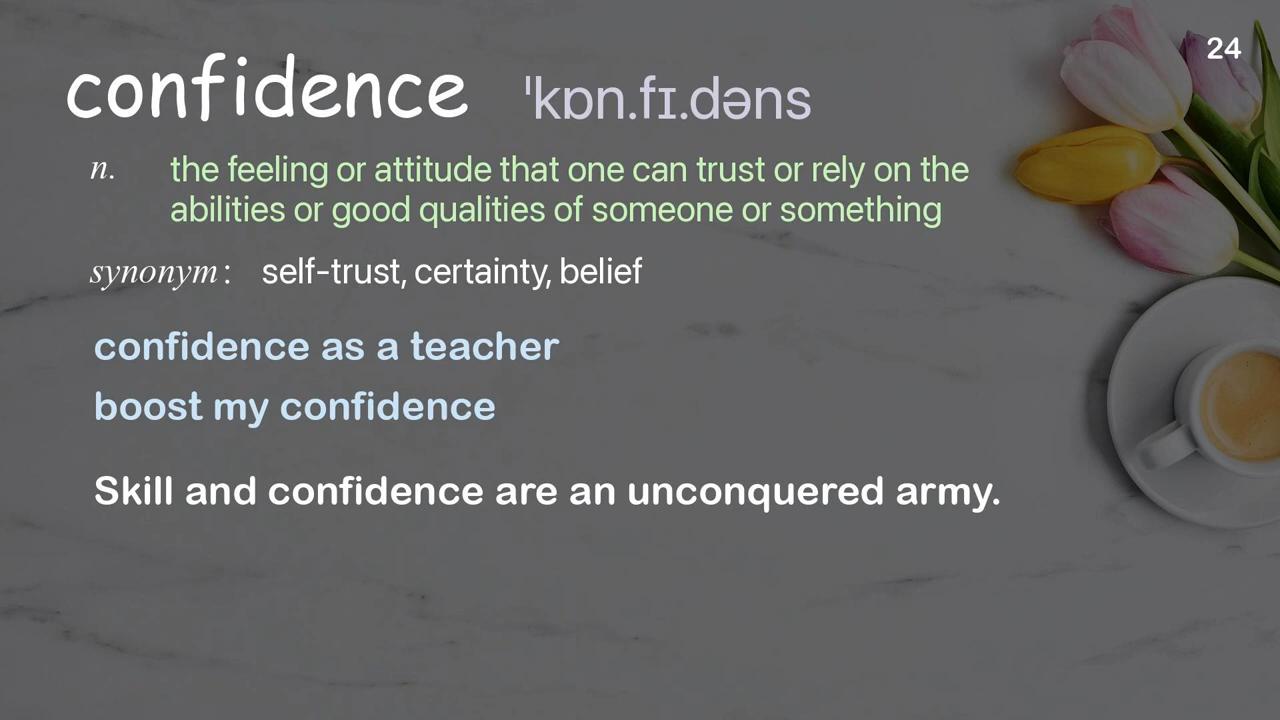 24
confidence ˈkɒn.fɪ.dəns
n. the feeling or attitude that one can trust or rely on the
abilities or good qualities of someone or something
synonym: self-trust, certainty, belief
confidence as a teacher
boost my confidence
Skill and confidence are an unconquered army.